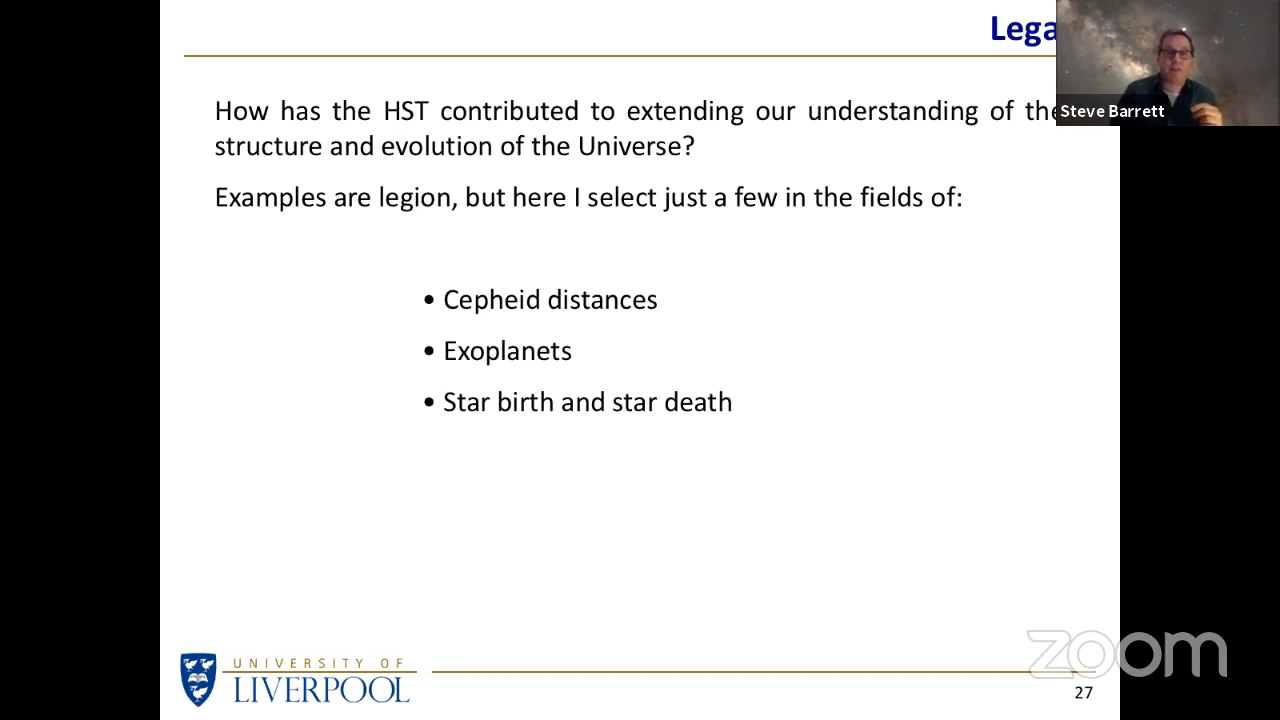 Lega
Steve Barrett
How has the HST contributed to extending our understanding of the
structure and evolution of the Universe?
Examples are legion, but here I select just a few in the fields of:
• Cepheid distances
• Exoplanets
• Star birth and star death
UNIVERSITY OF
LIVERPOOL
zoom
27